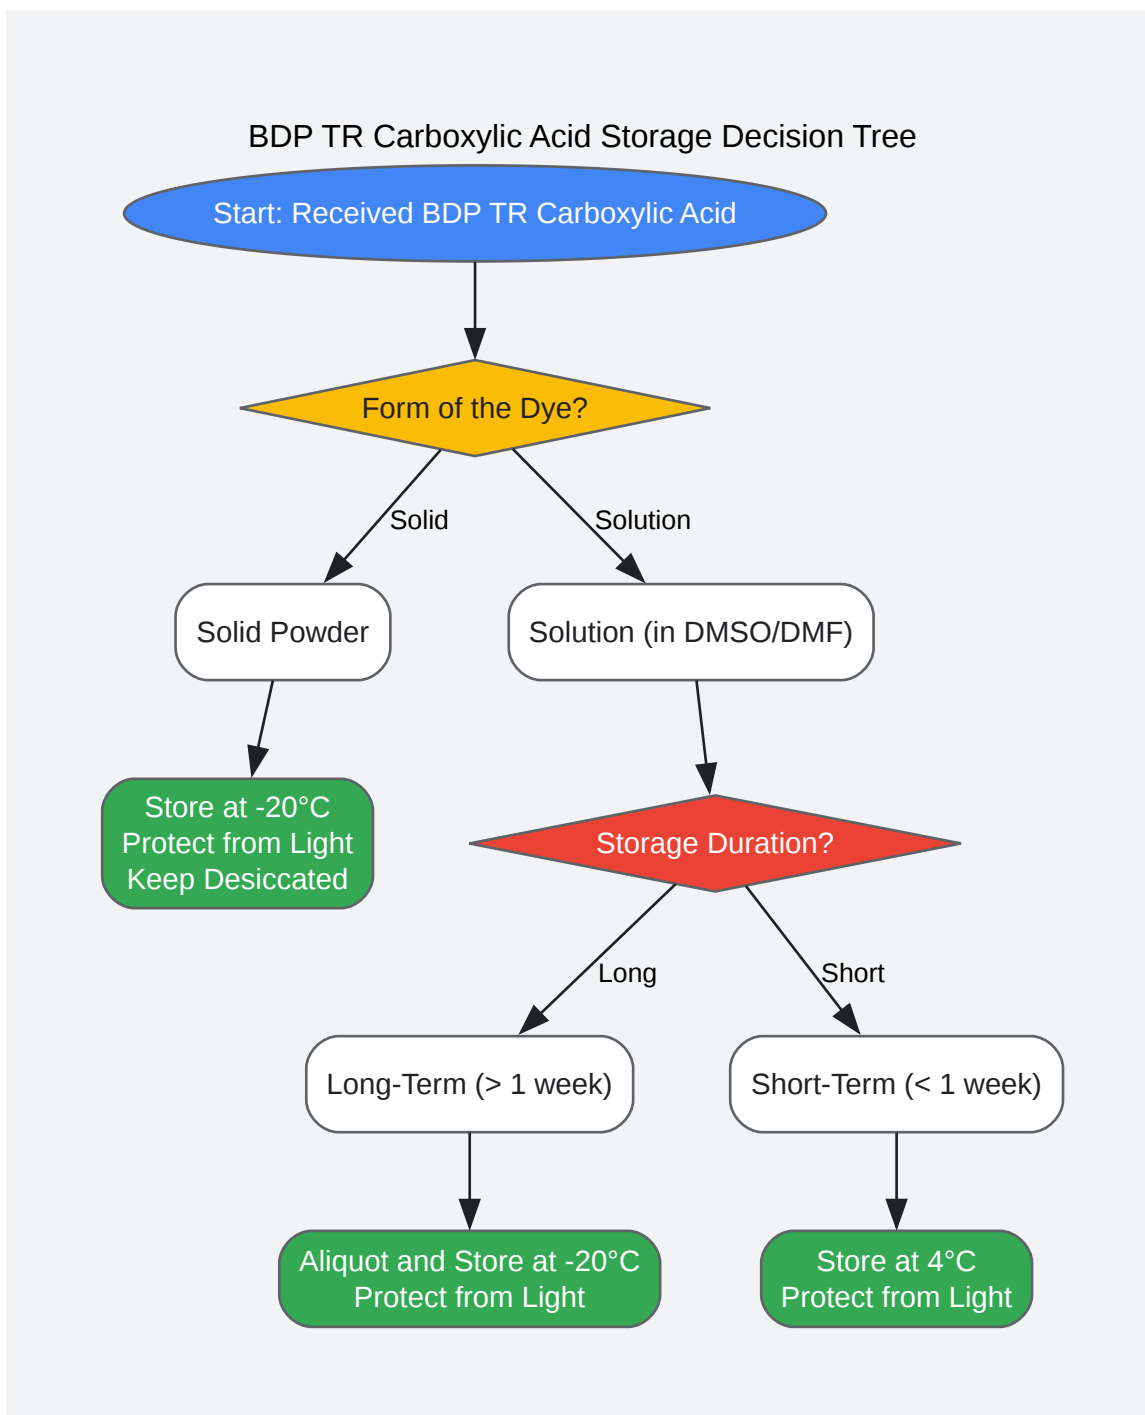 BDP TR Carboxylic Acid Storage Decision Tree
Start: Received BDP TR Carboxylic Acid
Form of the Dye?
Solid
Solution
Solid Powder
Solution (in DMSO/DMF)
Store at -20°C
Protect from Light
Keep Desiccated
Storage Duration?
Long
Short
Long-Term (> 1 week)
Short-Term (< 1 week)
Aliquot and Store at -20°C
Protect from Light
Store at 4°C
Protect from Light